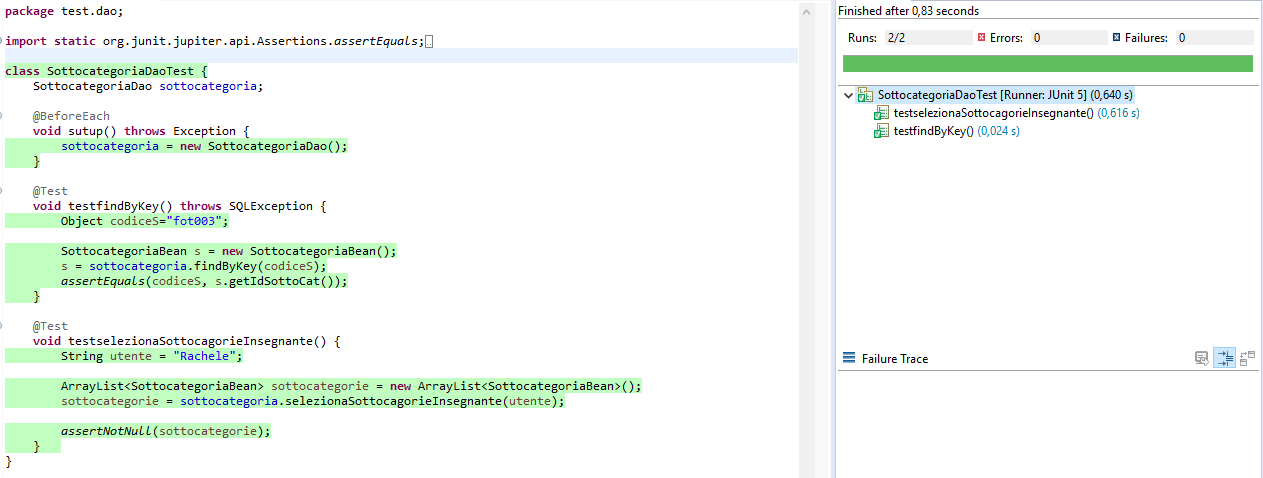 package test.dao;
import static org.junit.jupiter.api.Assertions.assertEquals;
class SottocategoriaDaoTest {
SottocategoriaDao sottocategoria;
@BeforeEach
void sutup() throws Exception {
sottocategoria = new SottocategoriaDao();
}
@Test
void testfindByKey() throws SQLException {
Object codiceS="fot003";
SottocategoriaBean s = new SottocategoriaBean();
s = sottocategoria.findByKey(codiceS);
assertEquals(codiceS, s.getIdSottoCat());
}
@Test
void testselezionaSottocagorieInsegnante() {
String utente = "Rachele";
ArrayList<SottocategoriaBean> sottocategorie = new ArrayList<SottocategoriaBean>();
sottocategorie = sottocategoria.selezionaSottocagorieInsegnante(utente);
assertNotNull(sottocategorie);
}
}
Finished after 0,83 seconds
Runs: 2/2 Errors: 0 Failures: 0
SottocategoriaDaoTest [Runner: JUnit 5] (0,640 s)
testselezionaSottocagorieInsegnante() (0,616 s)
testfindByKey() (0,024 s)
Failure Trace